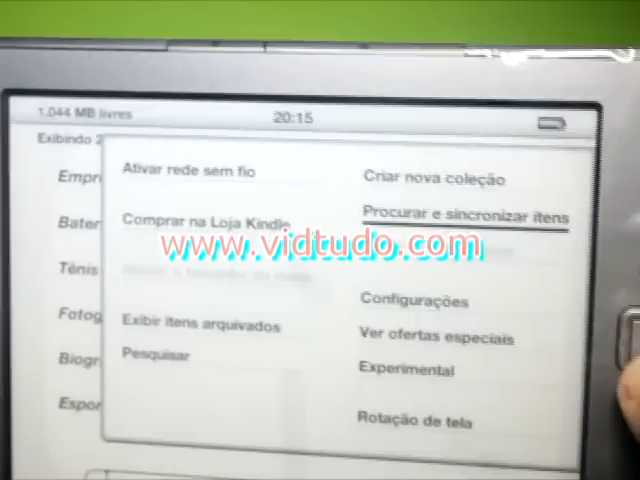 1.044 MB livres
20:15
Exibindo 2
Empr
Bater
Tênis
Fotog
Biogr
Espor
Ativar rede sem fio
Comprar na Loja Kindle
Exibir itens arquivados
Pesquisar
Criar nova coleção
Procurar e sincronizar itens
Configurações
Ver ofertas especiais
Experimental
Rotação de tela
www.vidtudo.com